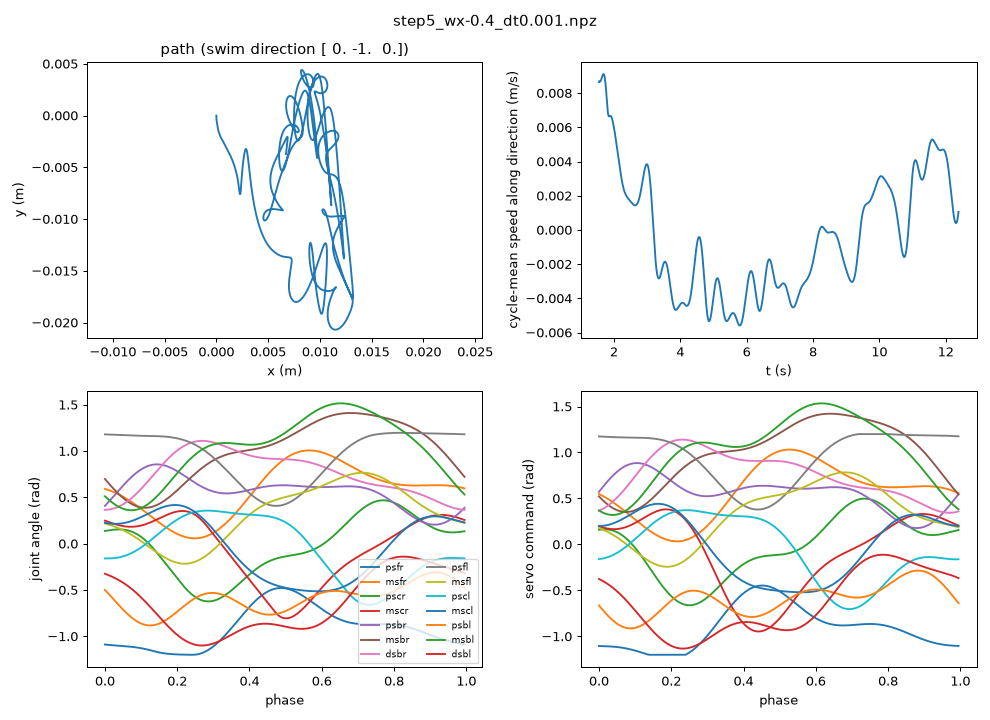 step5_wx-0.4_dt0.001.npz
path (swim direction [ 0. -1.  0.])
0.005
0.000
−0.005
−0.010
−0.015
−0.020
y (m)
−0.010
−0.005
0.000
0.005
0.010
0.015
0.020
0.025
x (m)
0.008
0.006
0.004
0.002
0.000
−0.002
−0.004
−0.006
cycle-mean speed along direction (m/s)
2
4
6
8
10
12
t (s)
1.5
1.0
0.5
0.0
−0.5
−1.0
joint angle (rad)
0.0
0.2
0.4
0.6
0.8
1.0
phase
psfr
msfr
pscr
mscr
psbr
msbr
dsbr
psfl
msfl
pscl
mscl
psbl
msbl
dsbl
1.5
1.0
0.5
0.0
−0.5
−1.0
servo command (rad)
0.0
0.2
0.4
0.6
0.8
1.0
phase